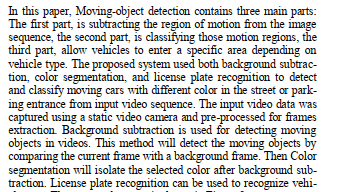 In this paper, Moving-object detection contains three main parts:
The first part, is subtracting the region of motion from the image
sequence, the second part, is classifying those motion regions, the
third part, allow vehicles to enter a specific area depending on
vehicle type. The proposed system used both background subtrac-
tion, color segmentation, and license plate recognition to detect
and classify moving cars with different color in the street or park-
ing entrance from input video sequence. The input video data was
captured using a static video camera and pre-processed for frames
extraction. Background subtraction is used for detecting moving
objects in videos. This method will detect the moving objects by
comparing the current frame with a background frame. Then Color
segmentation will isolate the selected color after background sub-
traction. License plate recognition can be used to recognize vehi-